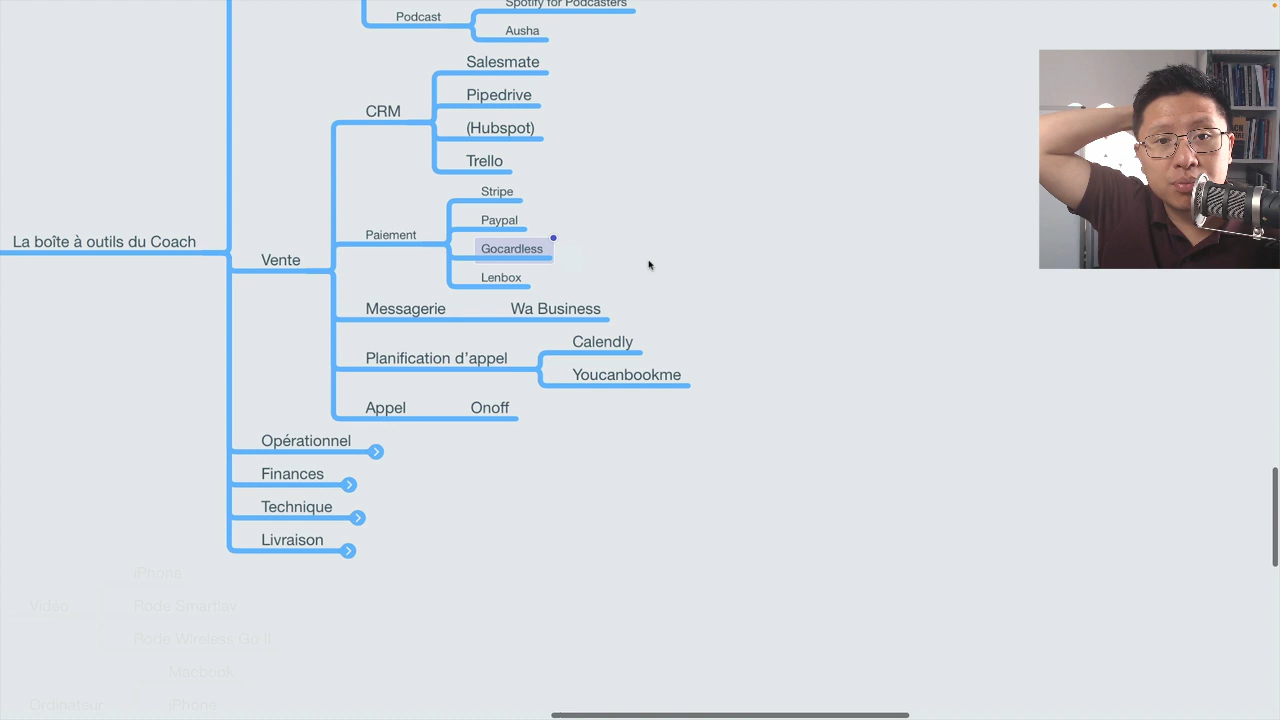 Spotify for Podcasters
Podcast
Ausha
Salesmate
CRM
Pipedrive
(Hubspot)
Trello
Stripe
Paiement
Paypal
Gocardless
Lenbox
La boîte à outils du Coach
Vente
Messagerie
Wa Business
Calendly
Planification d’appel
Youcanbookme
Appel
Onoff
Opérationnel
Finances
Technique
Livraison
iPhone
Video
Rode Smartlav
Rode Wireless Go II
Macbook
Ordinateur
iPhone